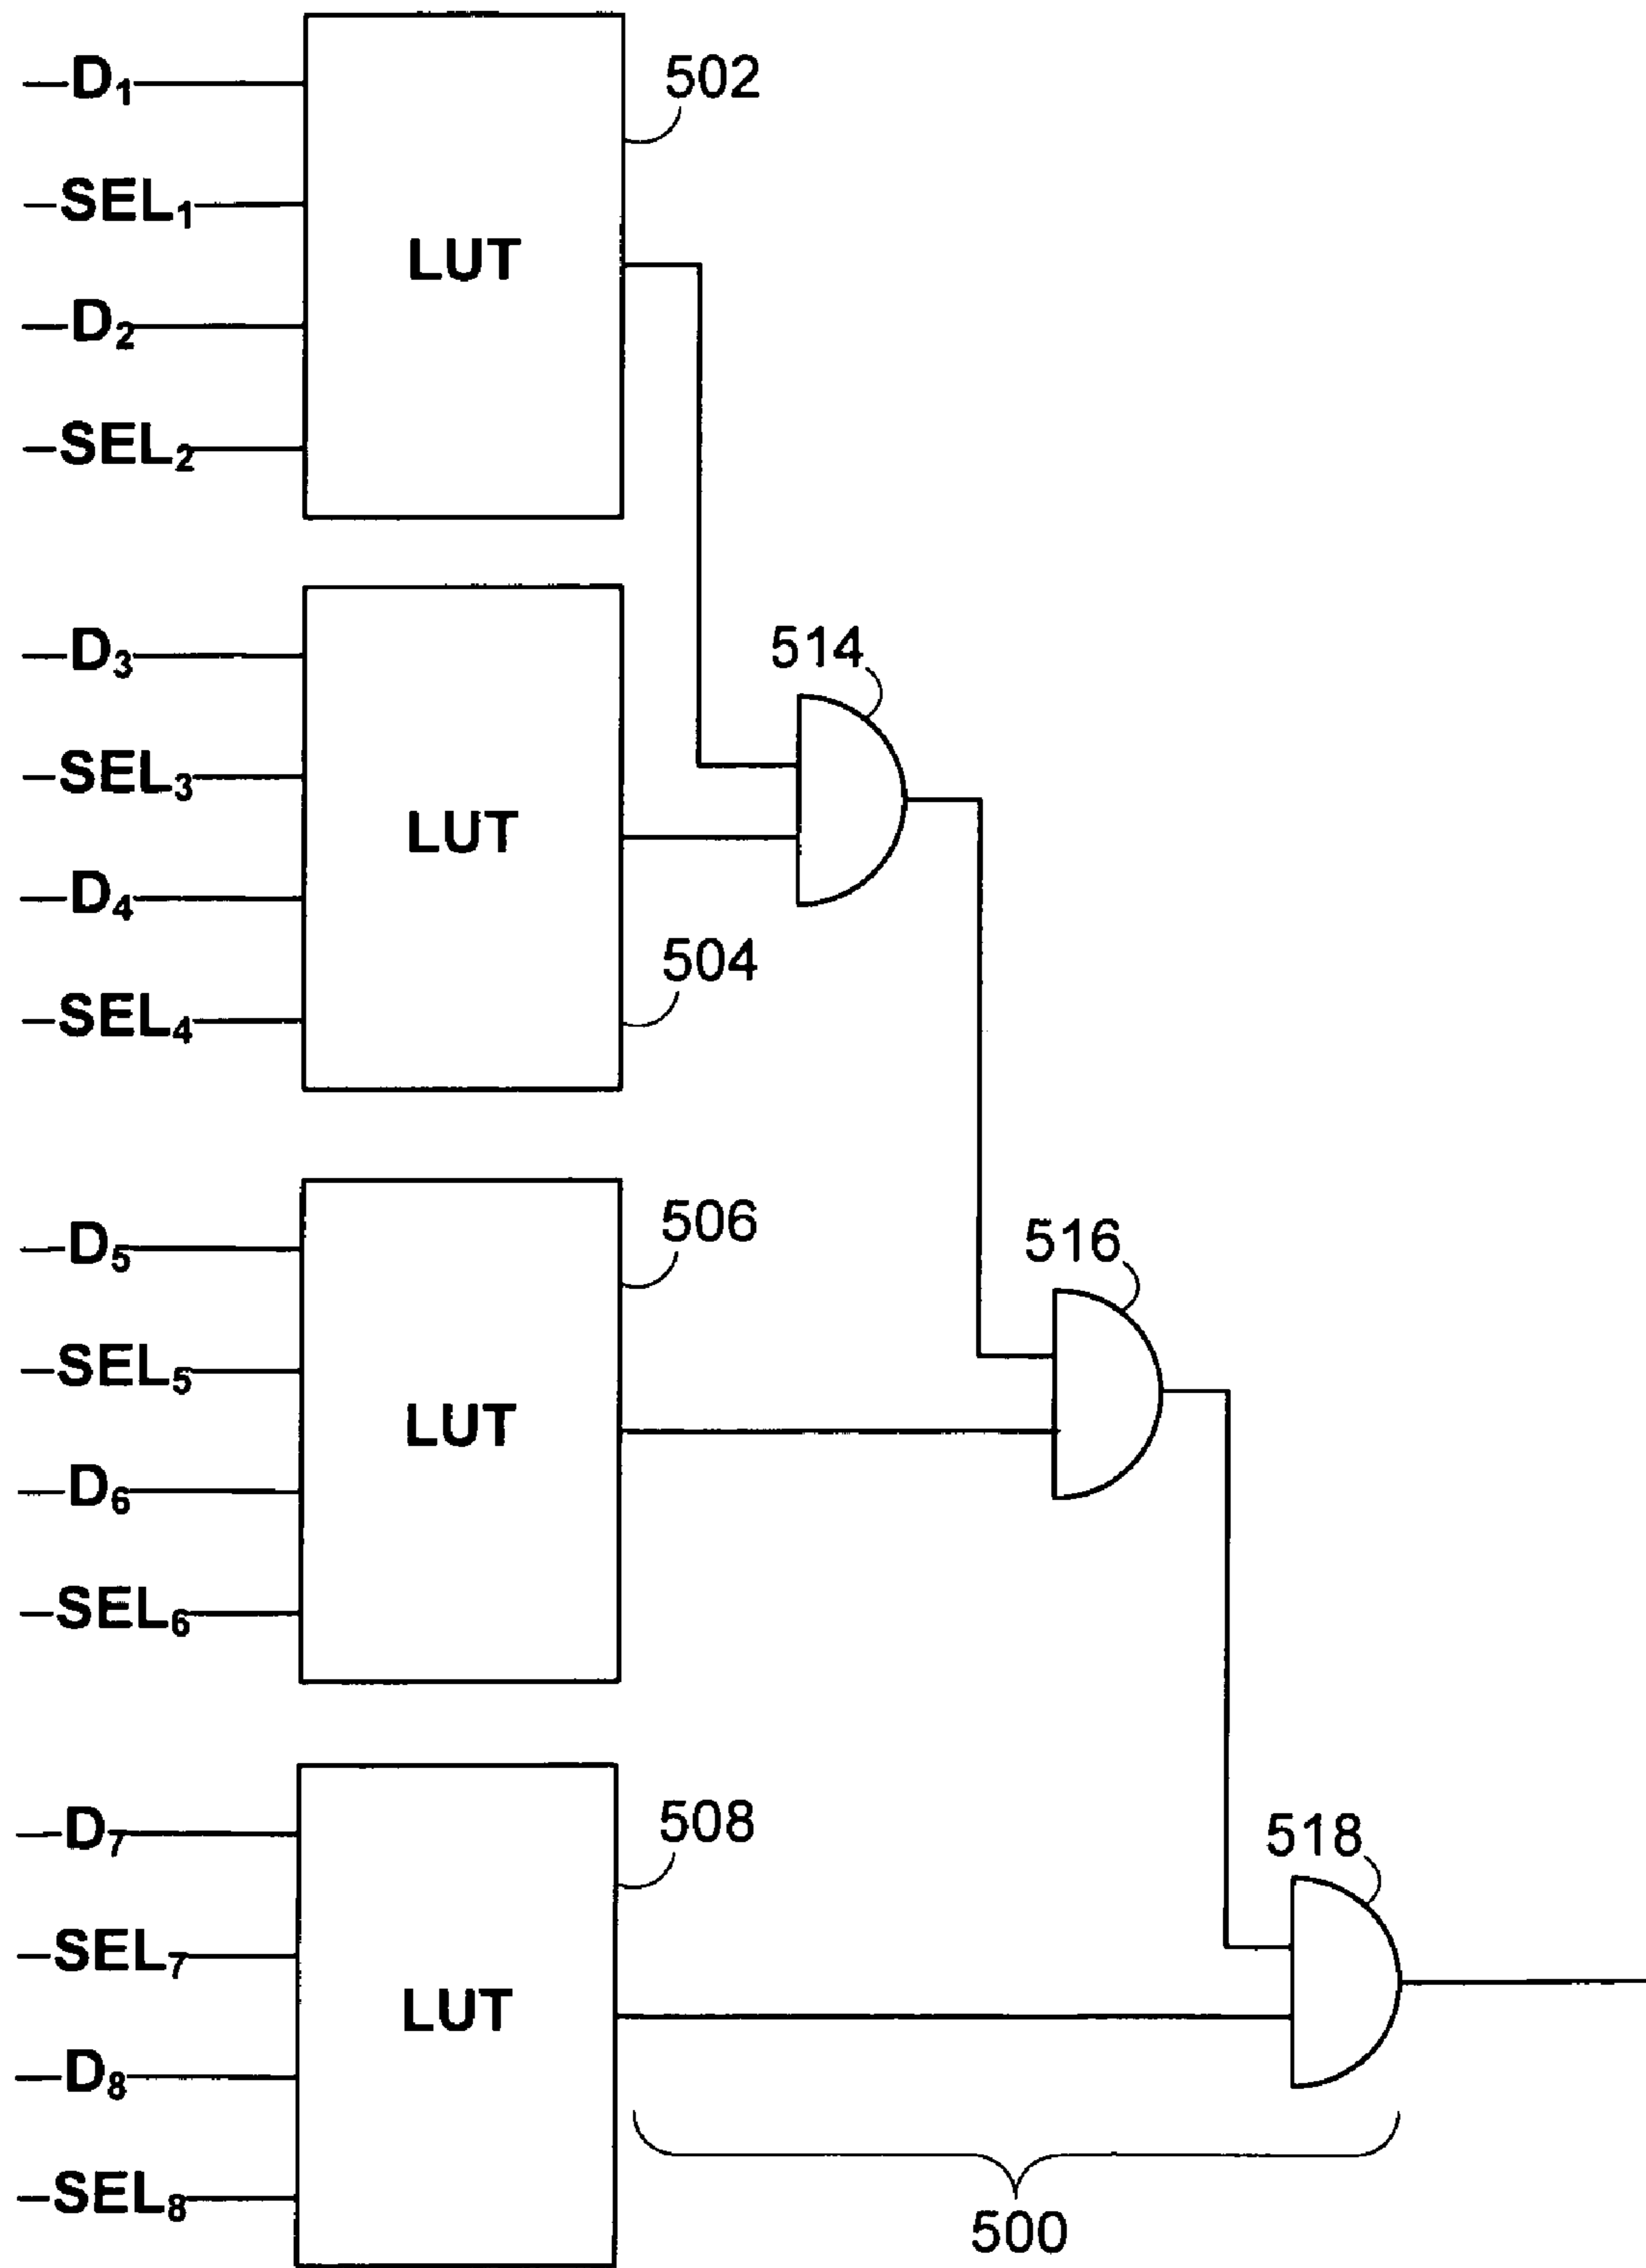 D₁
502
SEL₁
LUT
D₂
SEL₂
D₃
514
SEL₃
LUT
D₄
504
SEL₄
D₅
506
516
SEL₅
LUT
D₆
SEL₆
D₇
508
518
SEL₇
LUT
D₈
SEL₈
500